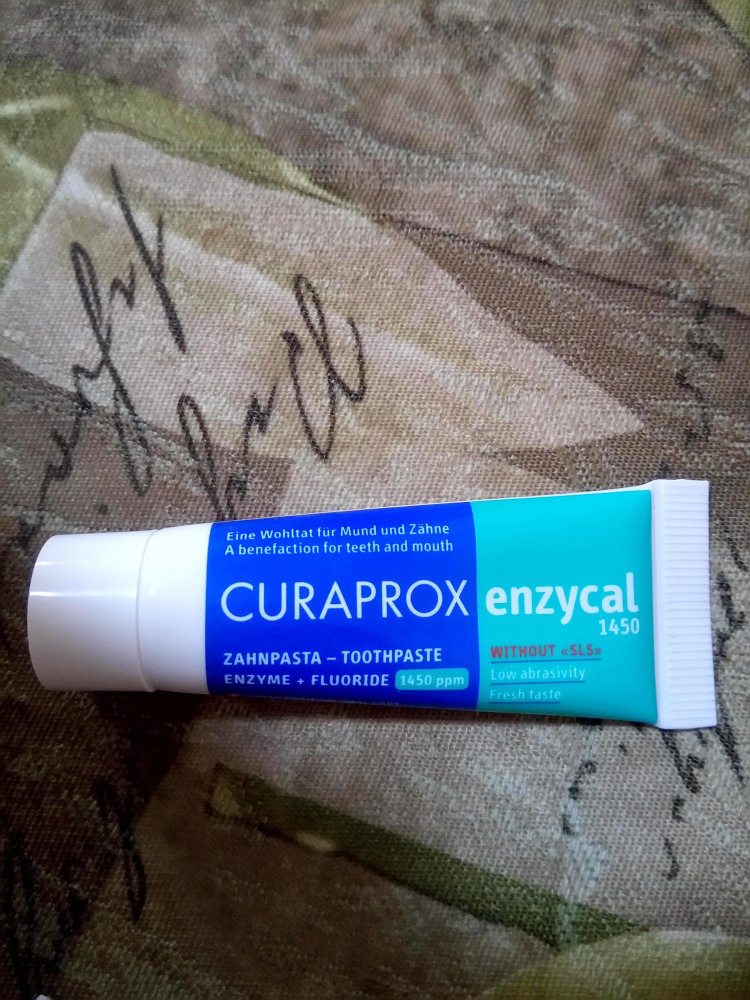 Eine Wohltat für Mund und Zähne
A benefaction for teeth and mouth
CURAPROX
ZAHNPASTA – TOOTHPASTE
ENZYME + FLUORIDE 1450 ppm
enzycal
1450
WITHOUT «SLS»
Low abrasivity
Fresh taste